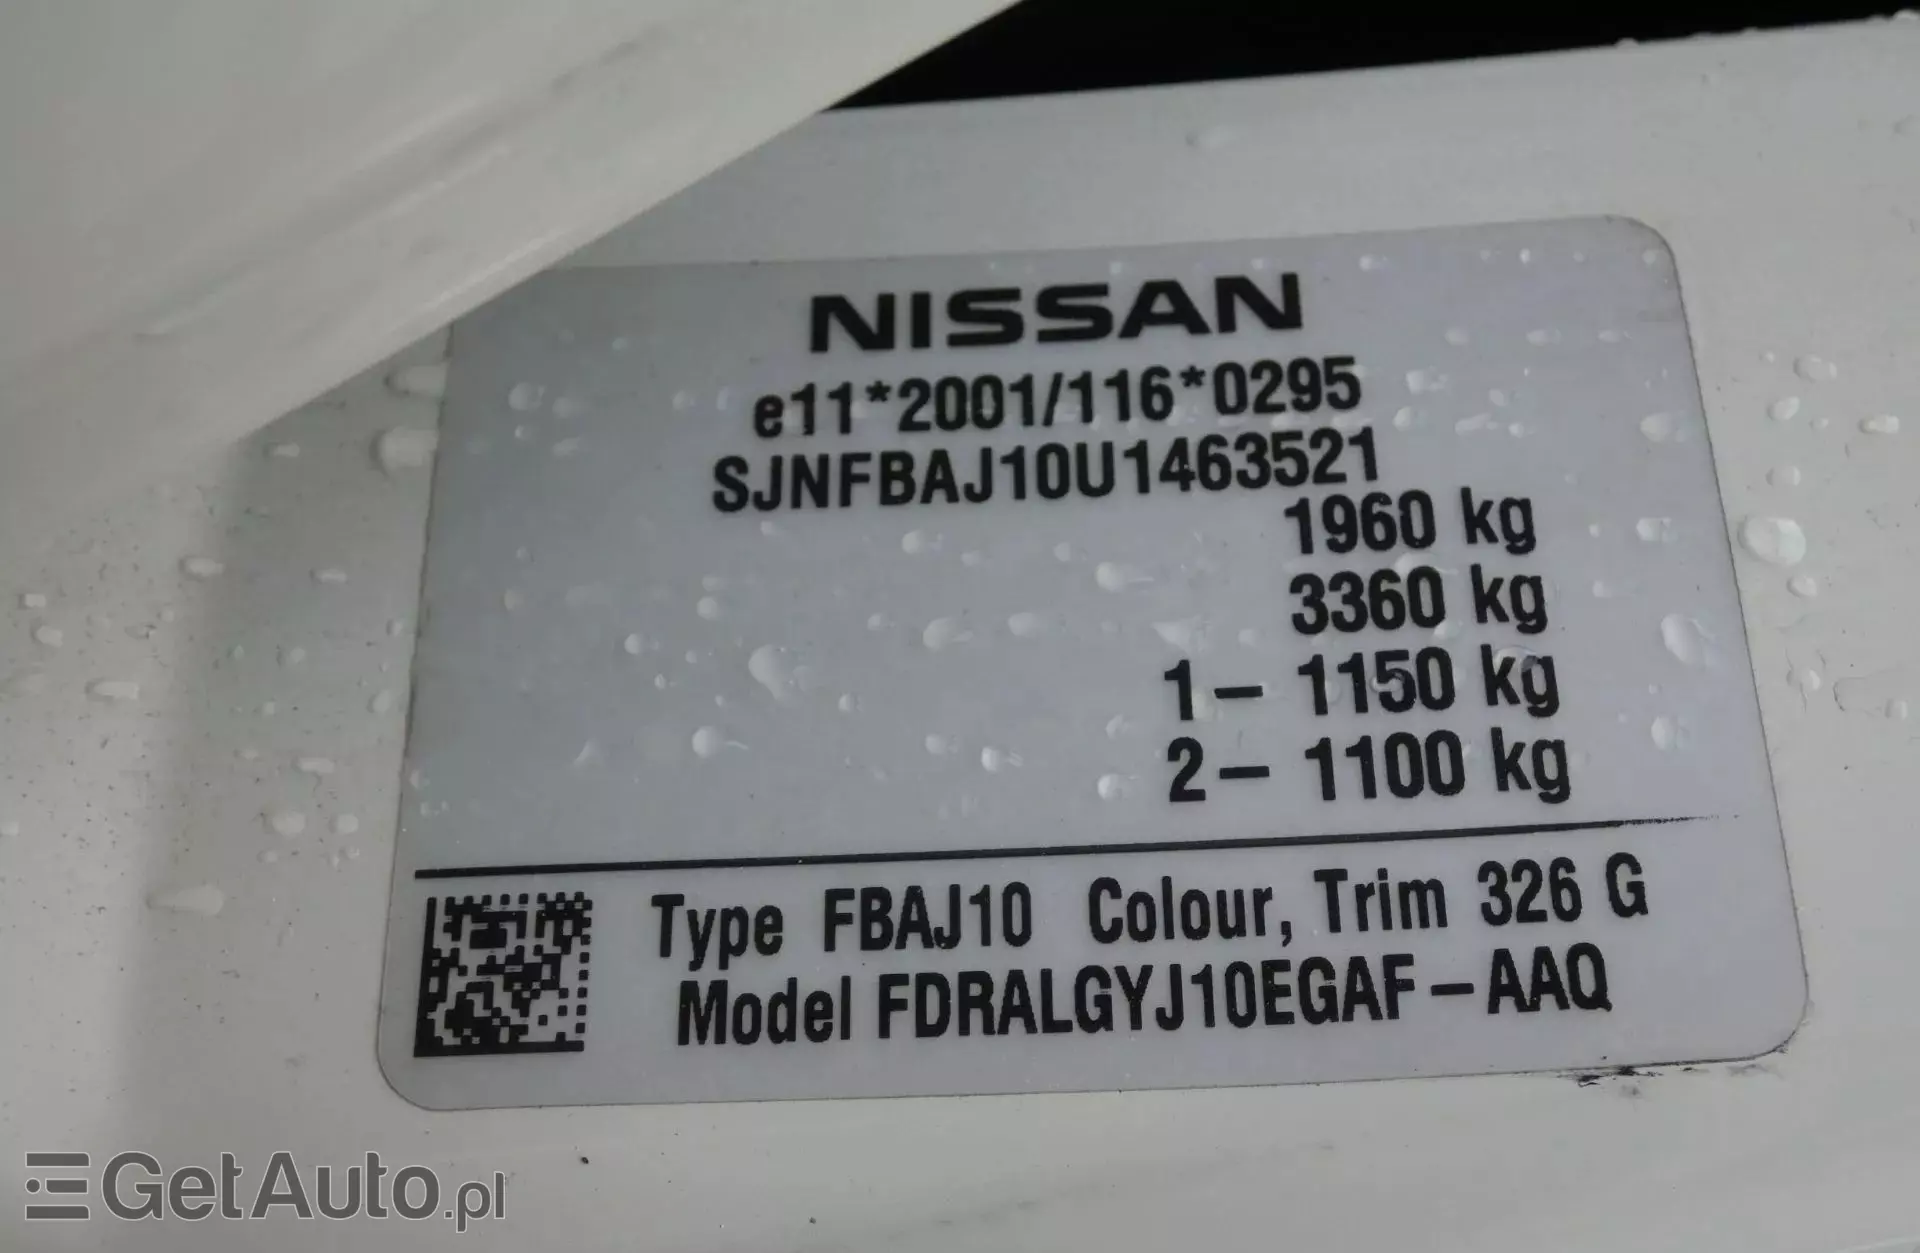 NISSAN
e11*2001/116*0295
SJNFBAJ10U1463521
1960 kg
3360 kg
1 – 1150 kg
2 – 1100 kg
Type FBAJ10 Colour, Trim 326 G
Model FDRALGYJ10EGAF – AAQ
GetAuto.pl